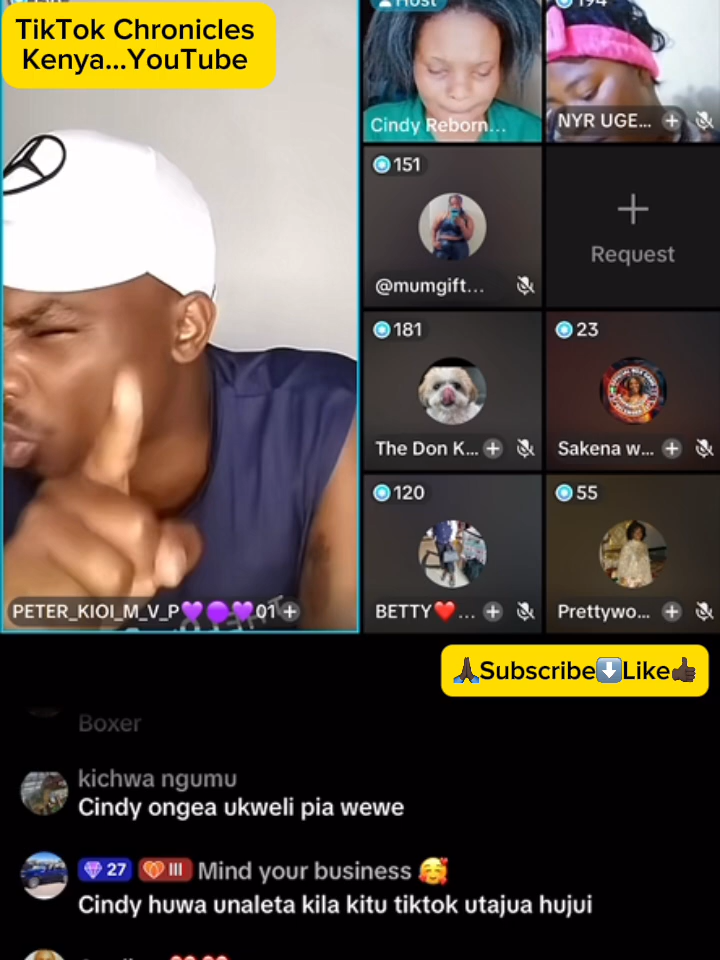 TikTok Chronicles
Kenya...YouTube
Host
194
Cindy Reborn...
NYR UGE...
151
@mumgift...
Request
181
23
The Don K...
Sakena w...
120
55
PETER_KIOI_M_V_P💜🟣💜01
BETTY❤️...
Prettywo...
🙏🏿Subscribe⬇️Like👍🏿
Boxer
kichwa ngumu
Cindy ongea ukweli pia wewe
27 III Mind your business 🥰
Cindy huwa unaleta kila kitu tiktok utajua hujui